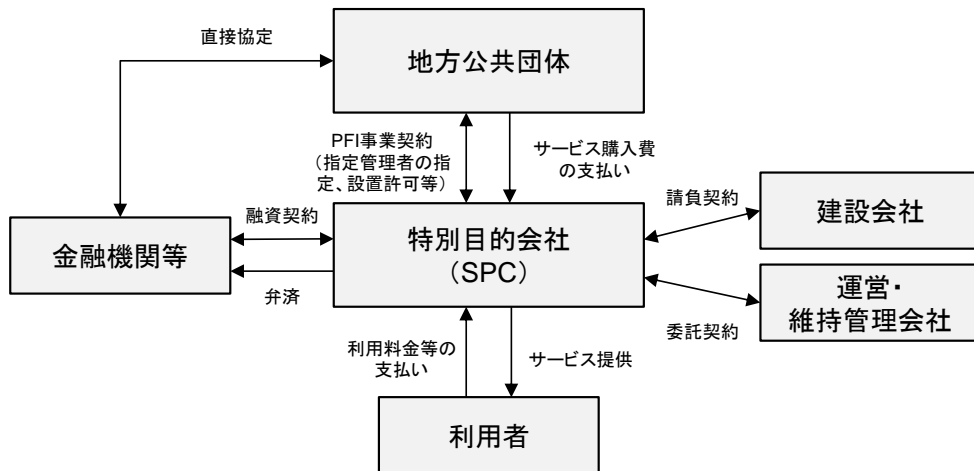 直接協定
地方公共団体
PFI事業契約
（指定管理者の指
定、設置許可等）
サービス購入費
の支払い
融資契約
請負契約
建設会社
金融機関等
特別目的会社
（SPC）
弁済
運営・
維持管理会社
委託契約
利用料金等の
支払い
サービス提供
利用者